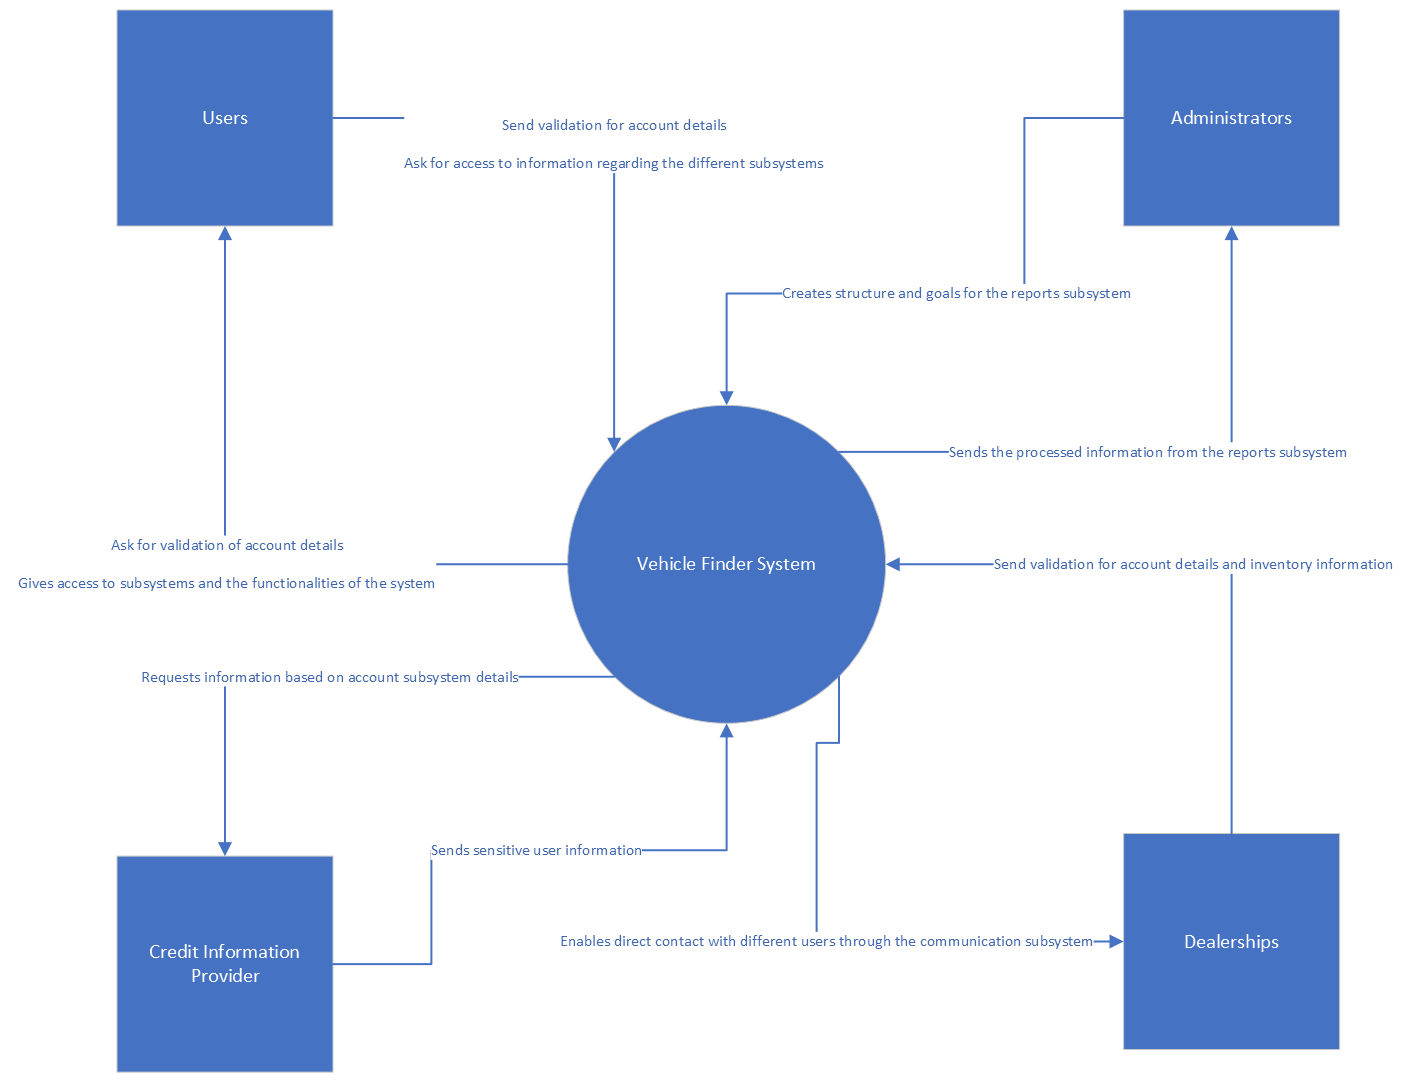 Users
Administrators
Send validation for account details
Ask for access to information regarding the different subsystems
Creates structure and goals for the reports subsystem
Sends the processed information from the reports subsystem
Ask for validation of account details
Gives access to subsystems and the functionalities of the system
Vehicle Finder System
Send validation for account details and inventory information
Requests information based on account subsystem details
Sends sensitive user information
Enables direct contact with different users through the communication subsystem
Dealerships
Credit Information
Provider